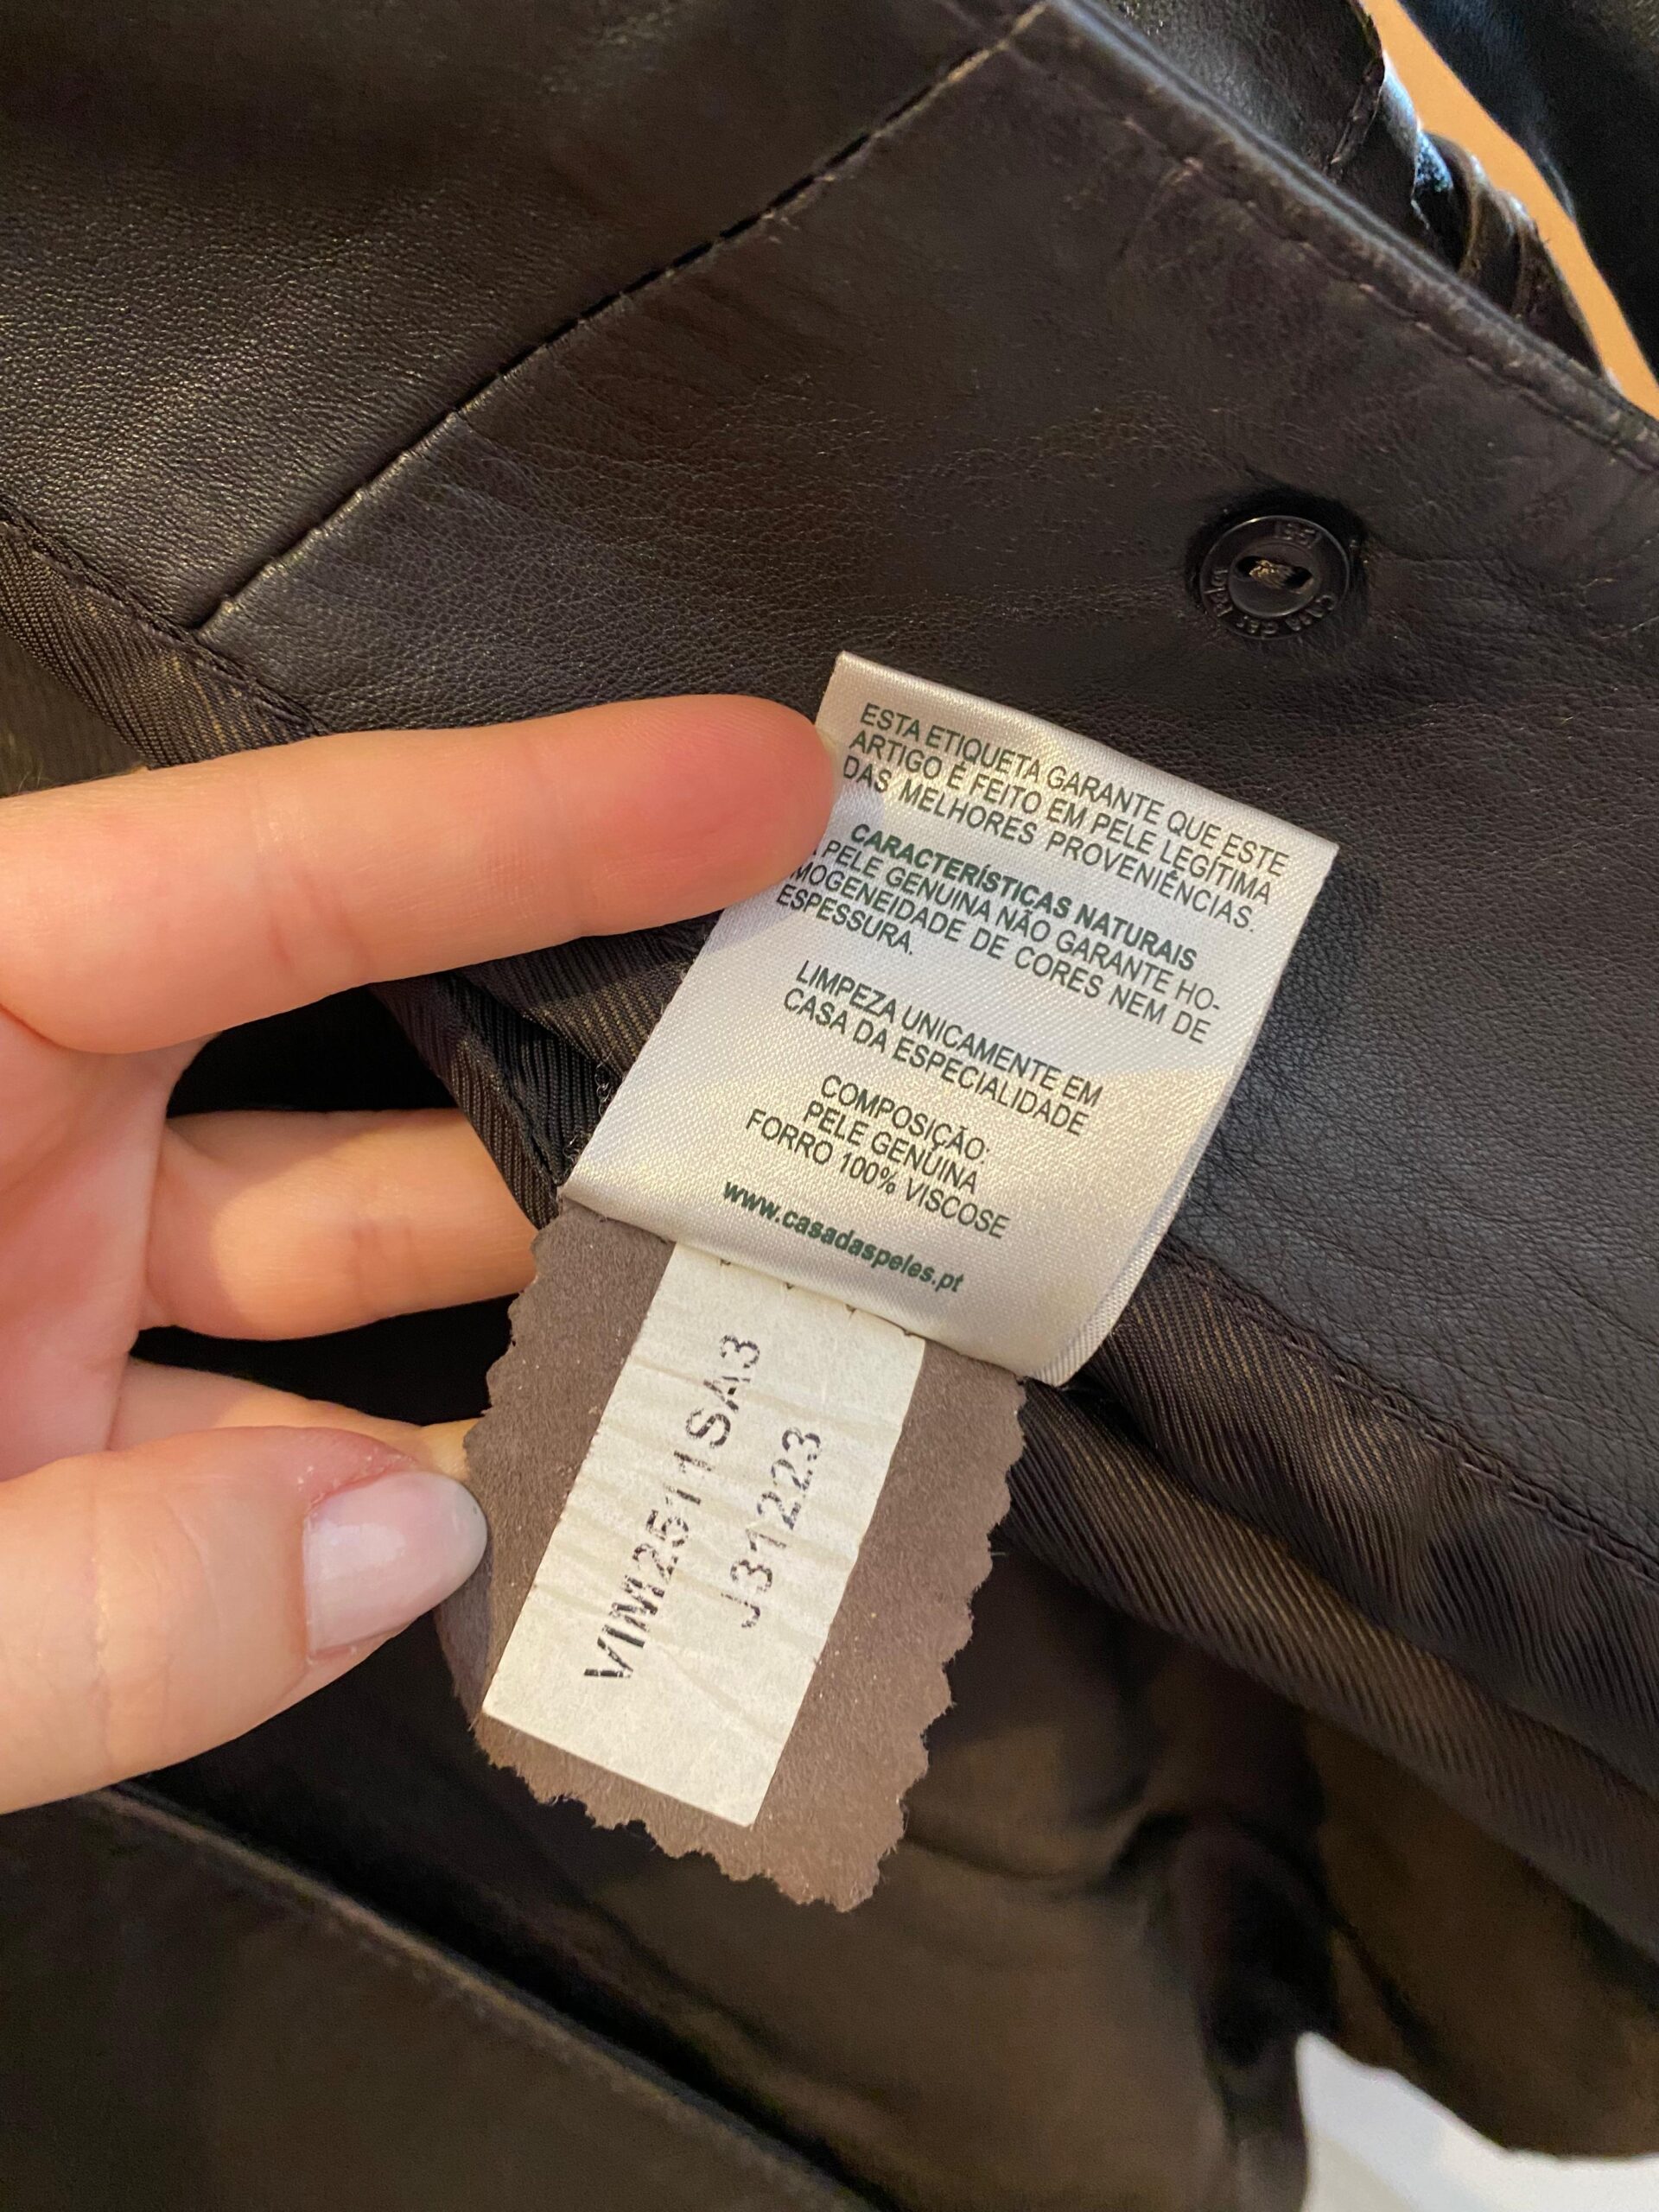 ESTA ETIQUETA GARANTE QUE ESTE
ARTIGO É FEITO EM PELE LEGÍTIMA
DAS MELHORES PROVENIÊNCIAS.
CARACTERÍSTICAS NATURAIS
PELE GENUINA NÃO GARANTE HO-
MOGENEIDADE DE CORES NEM DE
ESPESSURA.
LIMPEZA UNICAMENTE EM
CASA DA ESPECIALIDADE
COMPOSIÇÃO:
PELE GENUINA
FORRO 100% VISCOSE
www.casadaspeles.pt
VIM2511SA3
J31223